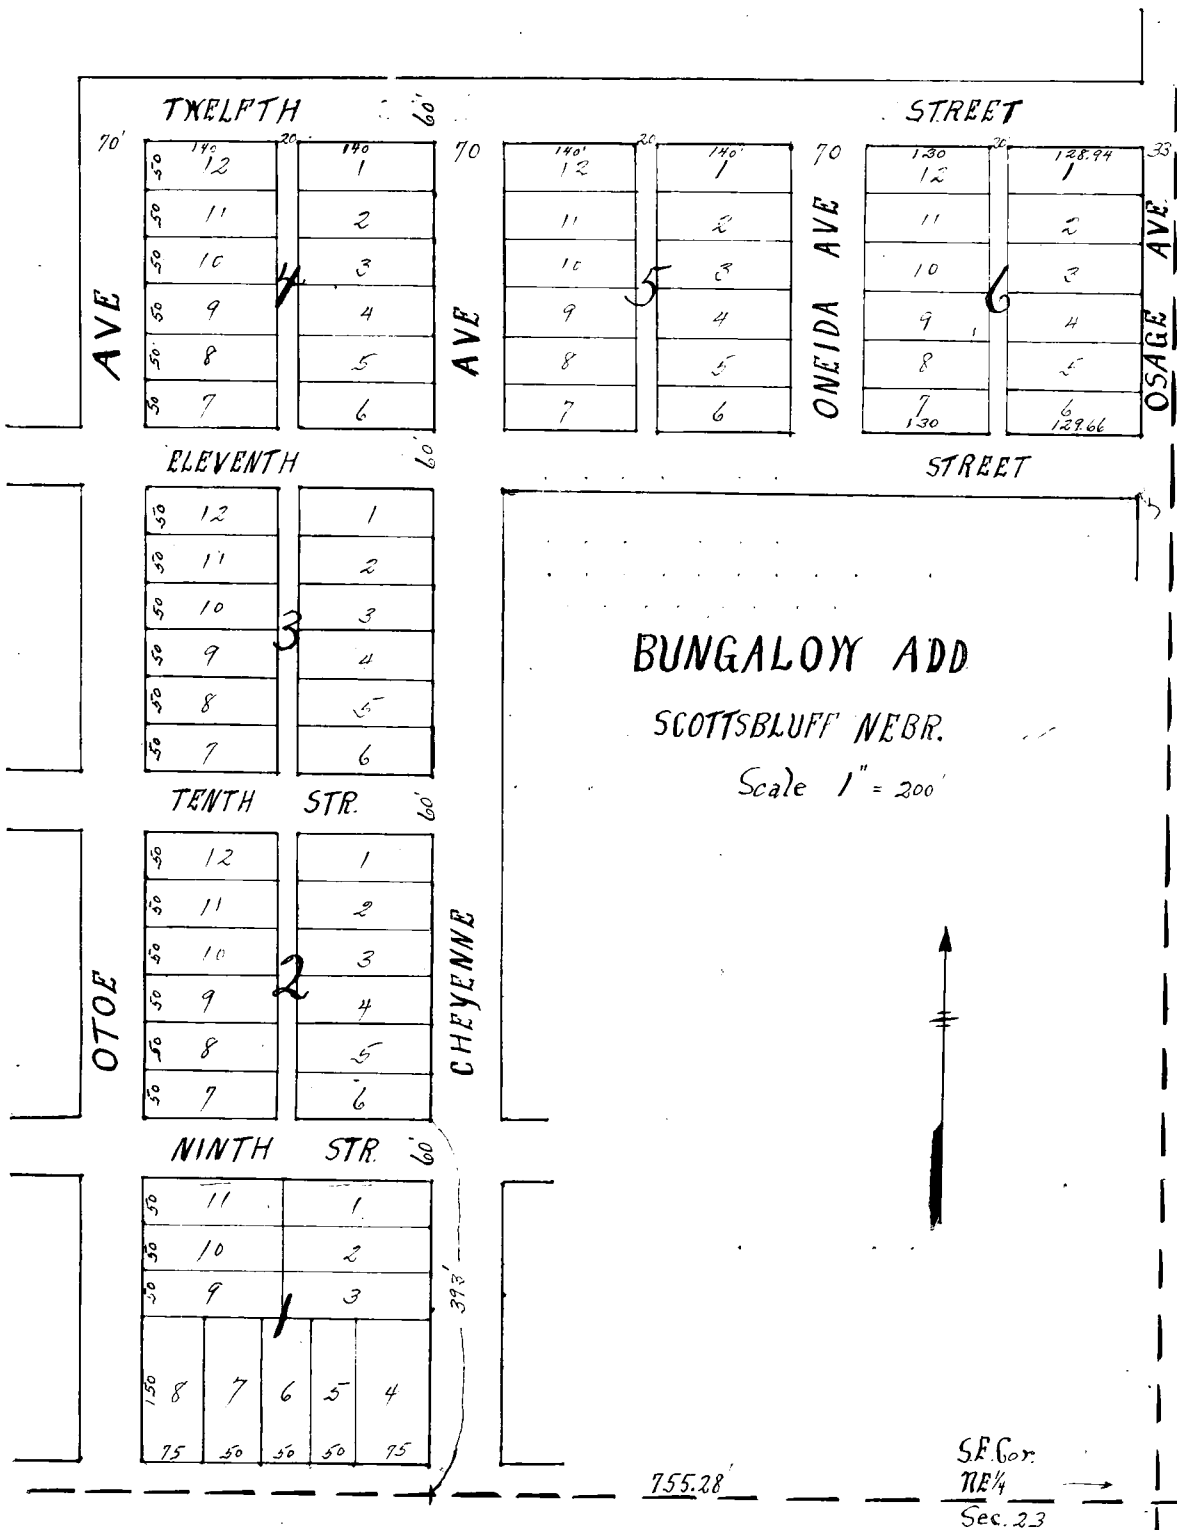 TWELFTH 60' STREET
70' 140 20 140 70 140' 20 140' 70 130 20 128.94 33
50 12 1 12 1 12 1
50 11 2 11 2 11 2
50 10 3 10 3 10 3
4 5 6
50 9 4 9 4 9 4
50 8 5 8 5 8 5
50 7 6 7 6 7 6
130 129.66
AVE
AVE
ONEIDA AVE
OSAGE AVE.
ELEVENTH 60' STREET
50 12 1
50 11 2
50 10 3
3
50 9 4
50 8 5
50 7 6
BUNGALOW ADD
SCOTTSBLUFF NEBR.
Scale 1" = 200'
TENTH STR. 60'
50 12 1
50 11 2
50 10 3
2
50 9 4
50 8 5
50 7 6
OTOE
CHEYENNE
NINTH STR. 60'
50 11 1
50 10 2
50 9 3
1
393'
150 8 7 6 5 4
75 50 50 50 75
755.28'
S.E. Cor.
NE 1/4
Sec. 23